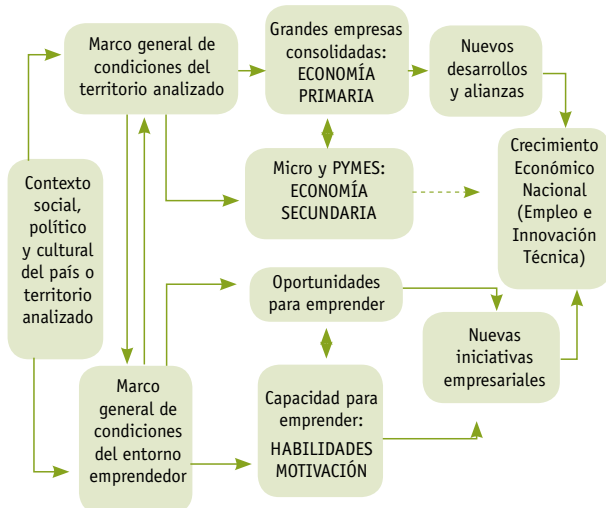 Marco general de
condiciones del
territorio analizado
Grandes empresas
consolidadas:
ECONOMÍA
PRIMARIA
Nuevos
desarrollos
y alianzas
Contexto
social,
político
y cultural
del país o
territorio
analizado
Micro y PYMES:
ECONOMÍA
SECUNDARIA
Crecimiento
Económico
Nacional
(Empleo e
Innovación
Técnica)
Oportunidades
para emprender
Nuevas
iniciativas
empresariales
Marco
general de
condiciones
del entorno
emprendedor
Capacidad para
emprender:
HABILIDADES
MOTIVACIÓN